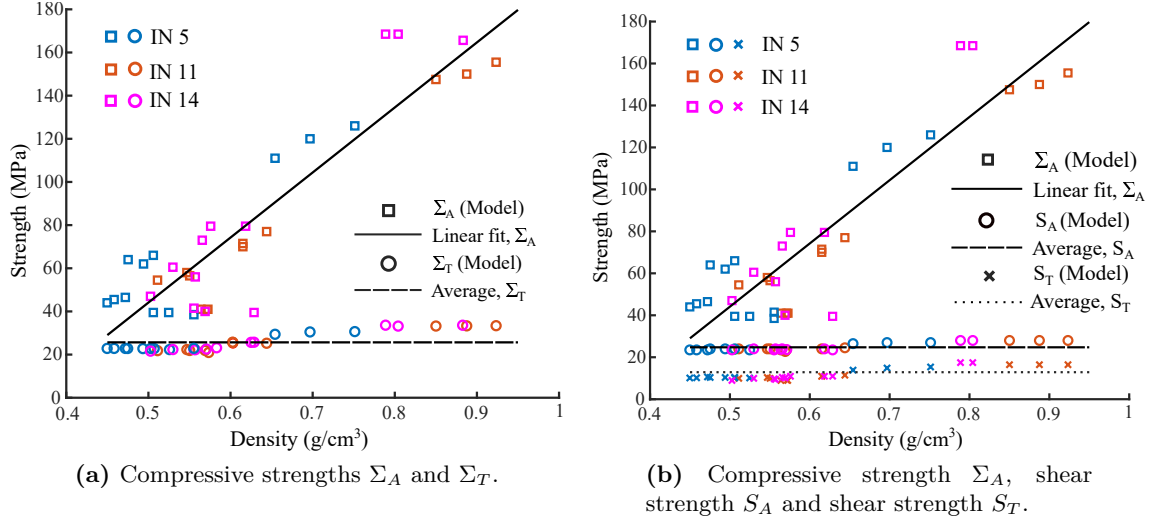 180
160
140
120
100
80
60
40
20
0
Strength (MPa)
IN 5
IN 11
IN 14
Σ_A (Model)
Linear fit, Σ_A
Σ_T (Model)
Average, Σ_T
0.4 0.5 0.6 0.7 0.8 0.9 1
Density (g/cm³)
(a) Compressive strengths Σ_A and Σ_T.
180
160
140
120
100
80
60
40
20
0
Strength (MPa)
IN 5
IN 11
IN 14
Σ_A (Model)
Linear fit, Σ_A
S_A (Model)
Average, S_A
S_T (Model)
Average, S_T
0.4 0.5 0.6 0.7 0.8 0.9 1
Density (g/cm³)
(b) Compressive strength Σ_A, shear
strength S_A and shear strength S_T.